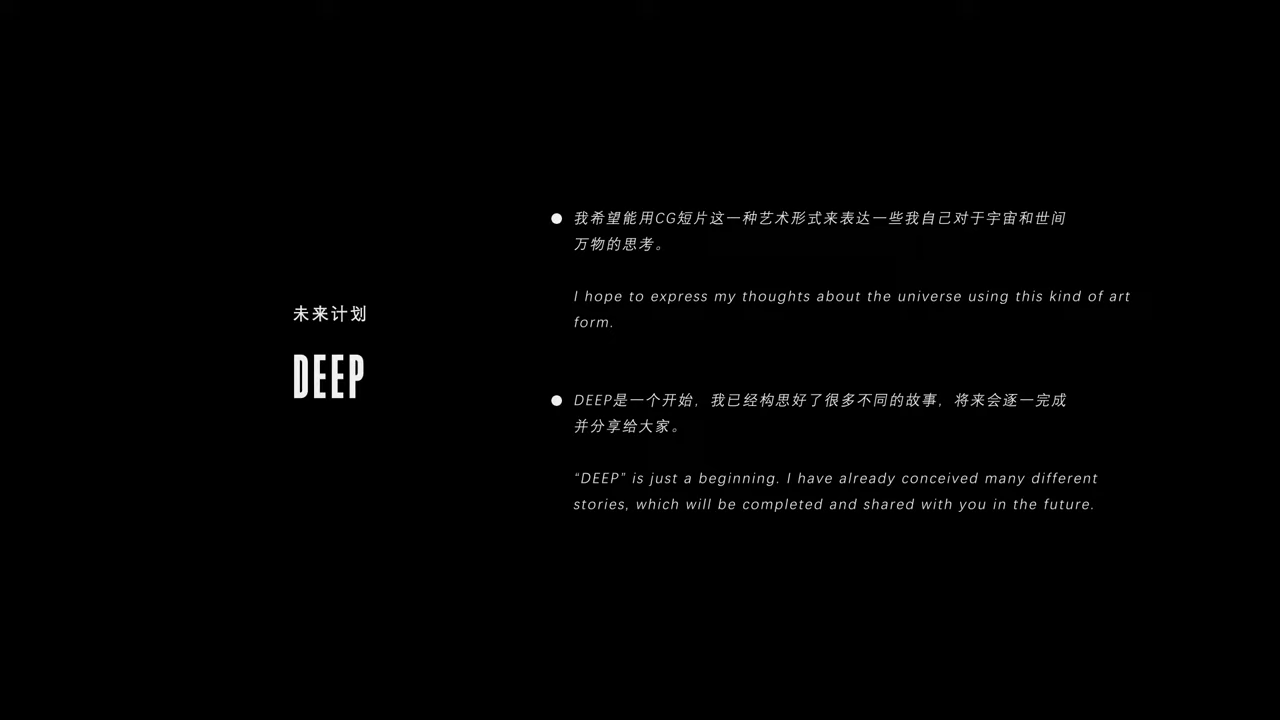 未来计划
DEEP
我希望能用CG短片这一种艺术形式来表达一些我自己对于宇宙和世间
万物的思考。
I hope to express my thoughts about the universe using this kind of art
form.
DEEP是一个开始，我已经构思好了很多不同的故事，将来会逐一完成
并分享给大家。
“DEEP” is just a beginning. I have already conceived many different
stories, which will be completed and shared with you in the future.